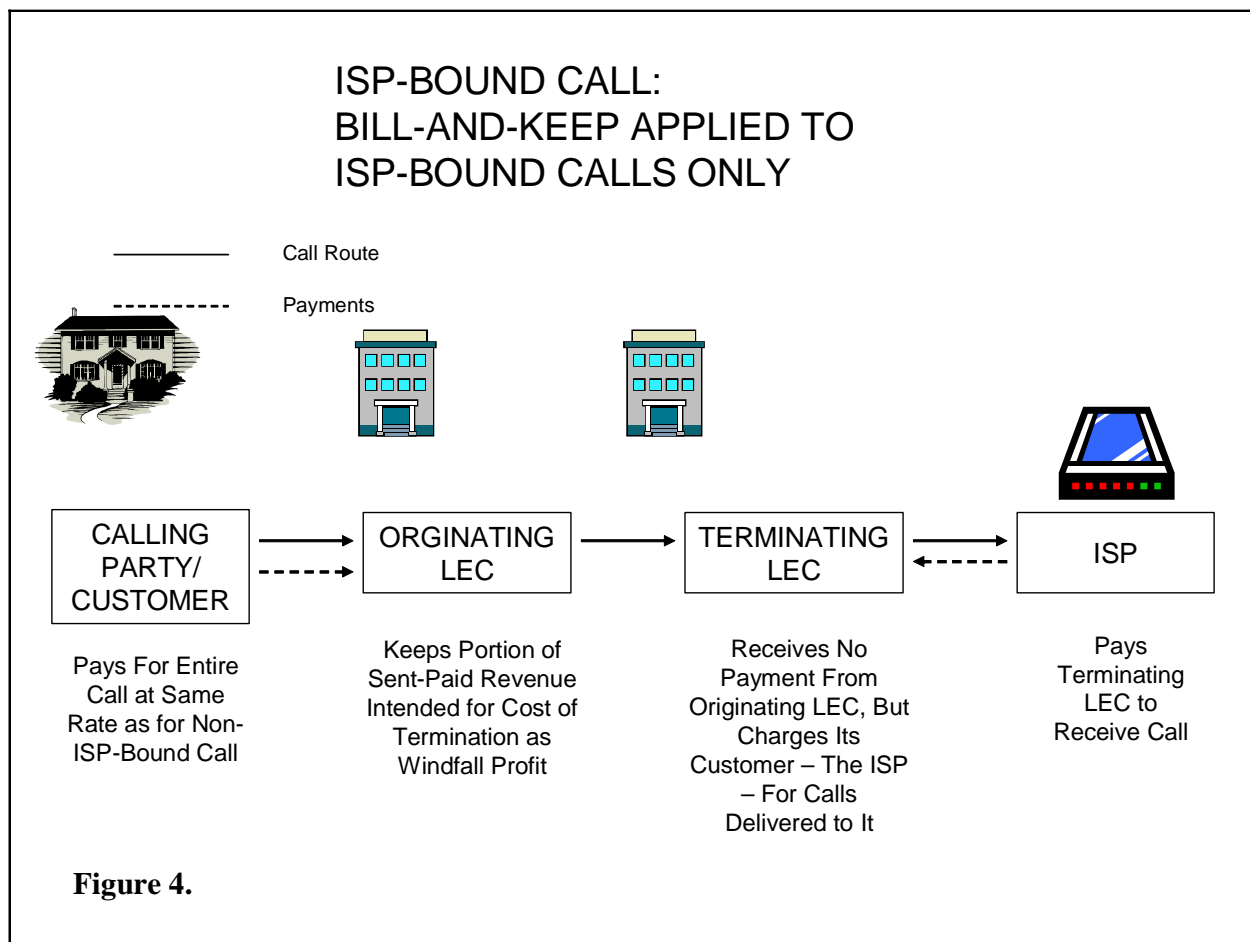 ISP-BOUND CALL:
BILL-AND-KEEP APPLIED TO
ISP-BOUND CALLS ONLY
Call Route
Payments
CALLING
PARTY/
CUSTOMER
ORGINATING
LEC
TERMINATING
LEC
ISP
Pays For Entire
Call at Same
Rate as for Non-
ISP-Bound Call
Keeps Portion of
Sent-Paid Revenue
Intended for Cost of
Termination as
Windfall Profit
Receives No
Payment From
Originating LEC, But
Charges Its
Customer – The ISP
– For Calls
Delivered to It
Pays
Terminating
LEC to
Receive Call
Figure 4.